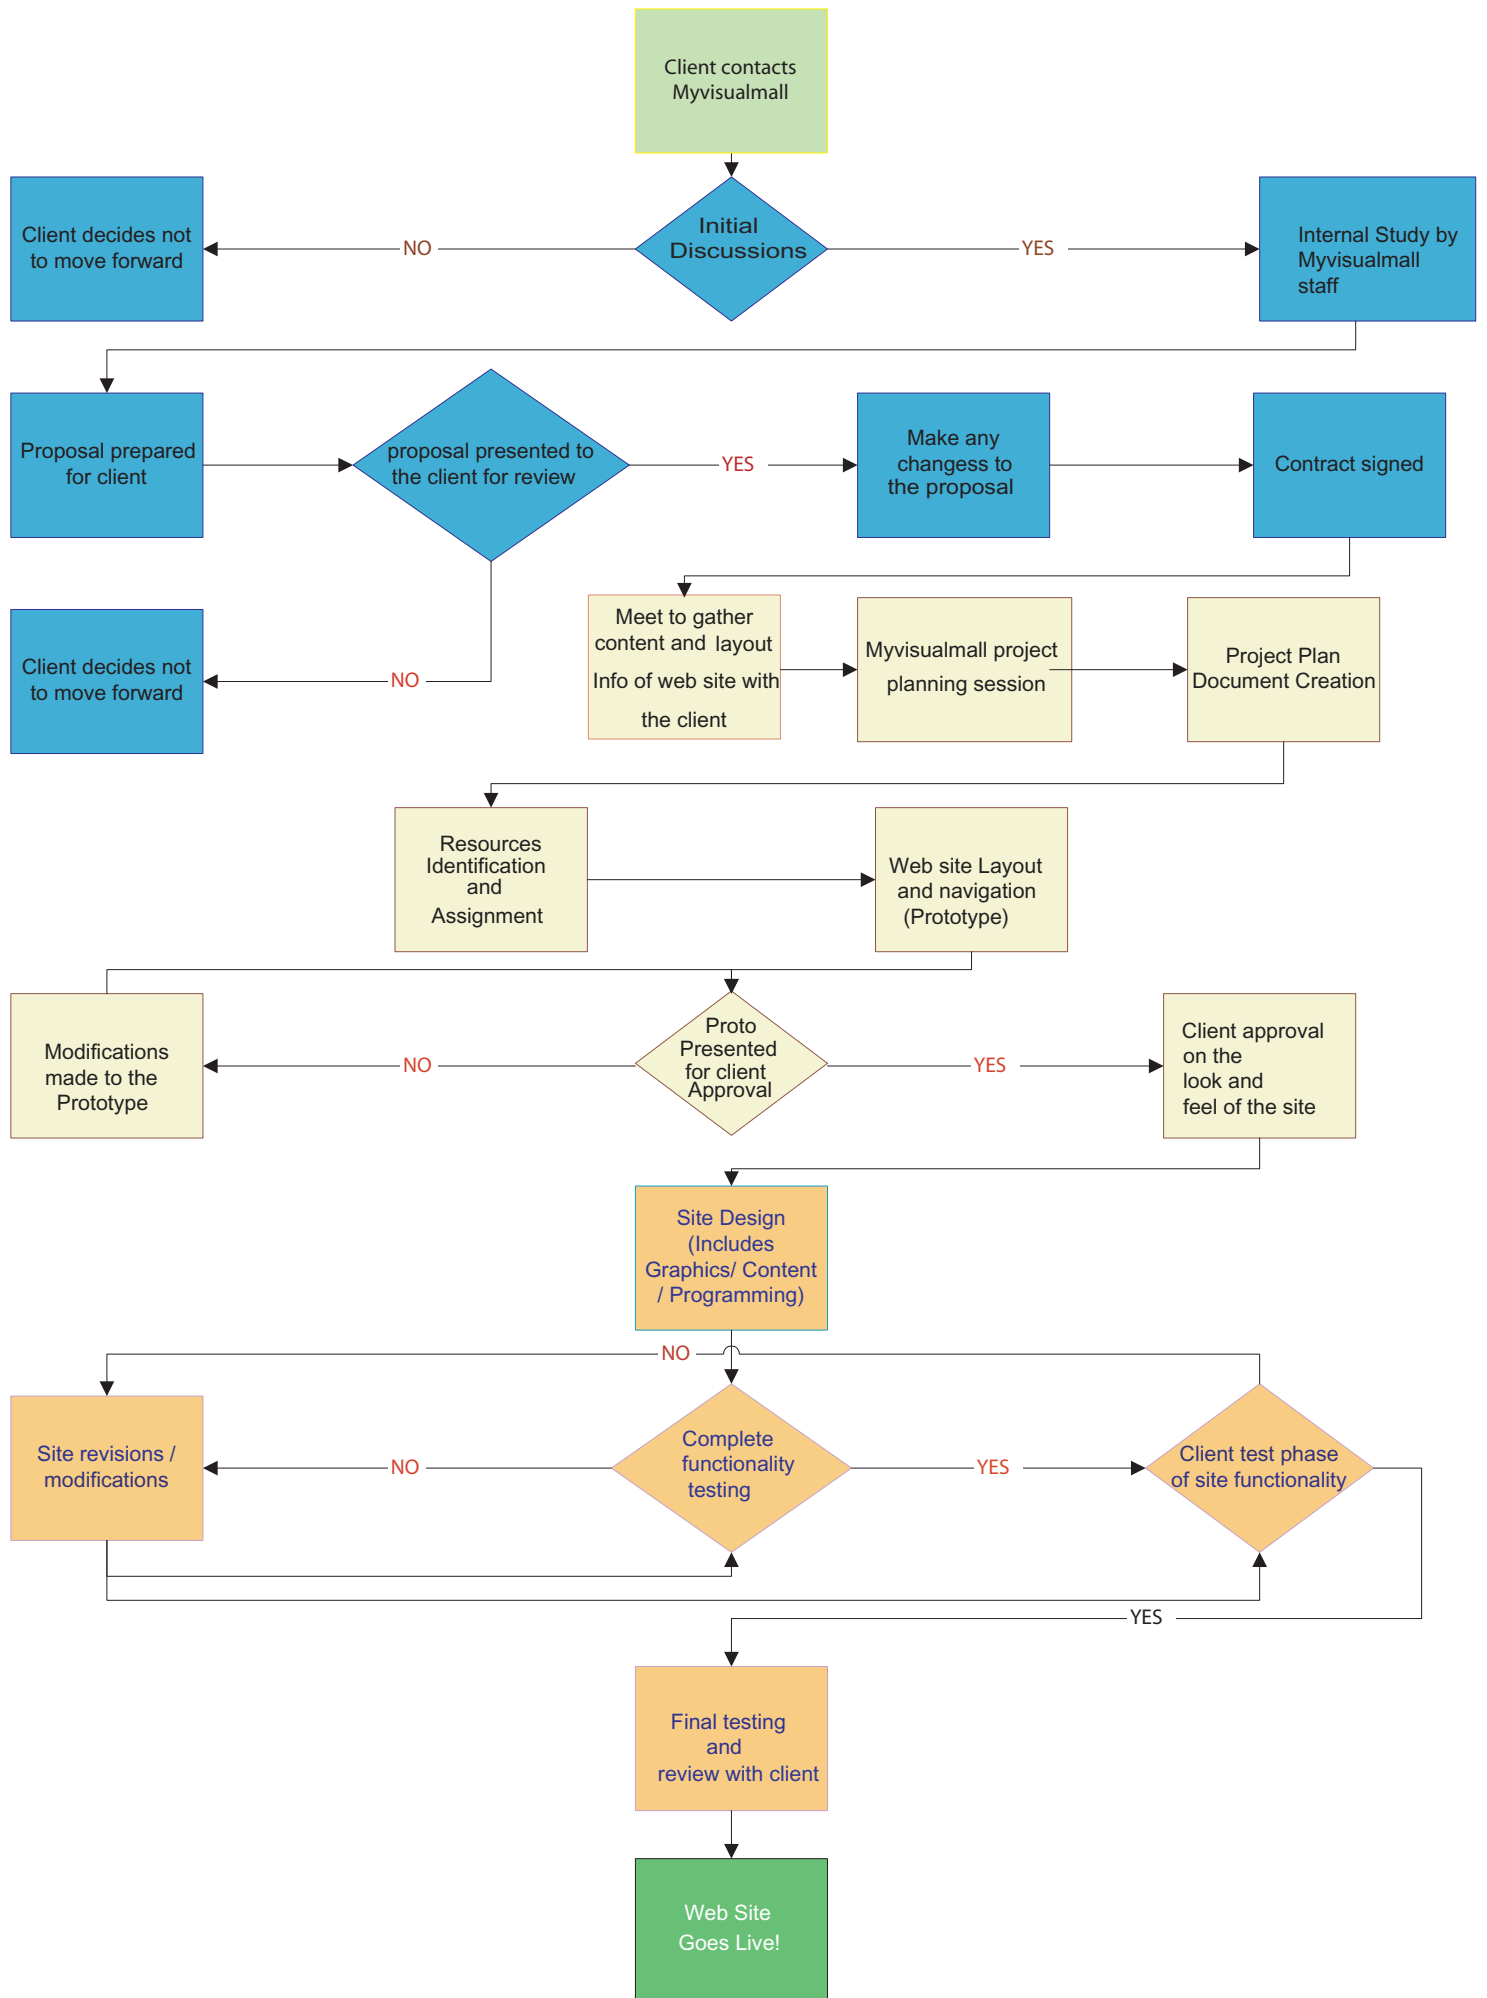 Client contacts
Myvisualmall
Initial
Discussions
NO
YES
Client decides not
to move forward
Internal Study by
Myvisualmall
staff
Proposal prepared
for client
proposal presented to
the client for review
YES
Make any
changess to
the proposal
Contract signed
NO
Client decides not
to move forward
Meet to gather
content and layout
Info of web site with
the client
Myvisualmall project
planning session
Project Plan
Document Creation
Resources
Identification
and
Assignment
Web site Layout
and navigation
(Prototype)
Modifications
made to the
Prototype
NO
Proto
Presented
for client
Approval
YES
Client approval
on the
look and
feel of the site
Site Design
(Includes
Graphics/ Content
/ Programming)
NO
Site revisions /
modifications
NO
Complete
functionality
testing
YES
Client test phase
of site functionality
YES
Final testing
and
review with client
Web Site
Goes Live!